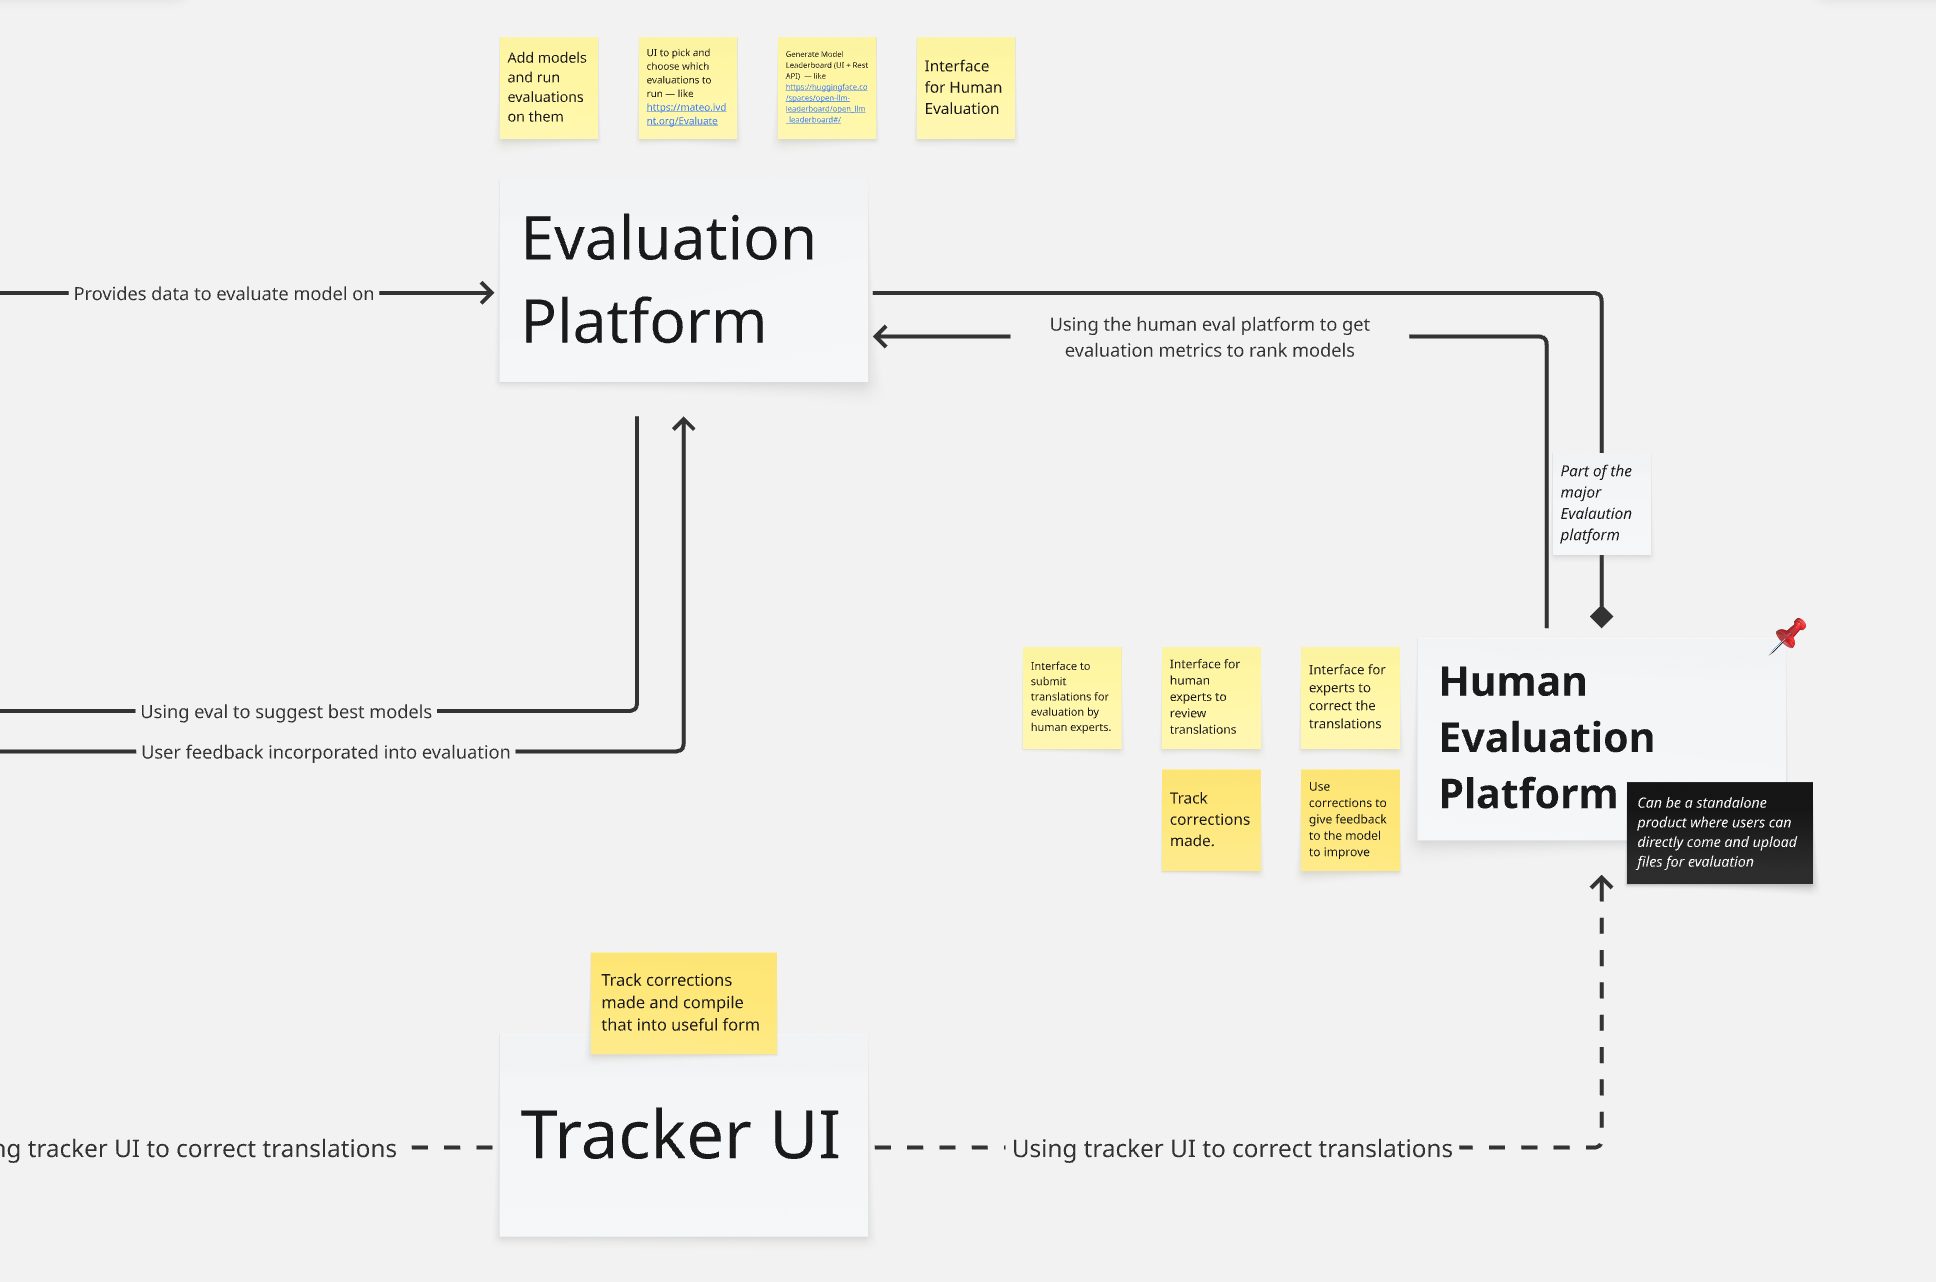 Add models
and run
evaluations
on them
UI to pick and
choose which
evaluations to
run — like
https://mateo.ivd
nt.org/Evaluate
Generate Model
Leaderboard (UI + Rest
API) — like
https://huggingface.co
/spaces/open-llm-
leaderboard/open_llm
_leaderboard#/
Interface
for Human
Evaluation
Evaluation
Platform
Provides data to evaluate model on
Using the human eval platform to get
evaluation metrics to rank models
Part of the
major
Evalaution
platform
Using eval to suggest best models
User feedback incorporated into evaluation
Interface to
submit
translations for
evaluation by
human experts.
Interface for
human
experts to
review
translations
Interface for
experts to
correct the
translations
Track
corrections
made.
Use
corrections to
give feedback
to the model
to improve
Human
Evaluation
Platform
Can be a standalone
product where users can
directly come and upload
files for evaluation
Track corrections
made and compile
that into useful form
Tracker UI
ng tracker UI to correct translations
Using tracker UI to correct translations